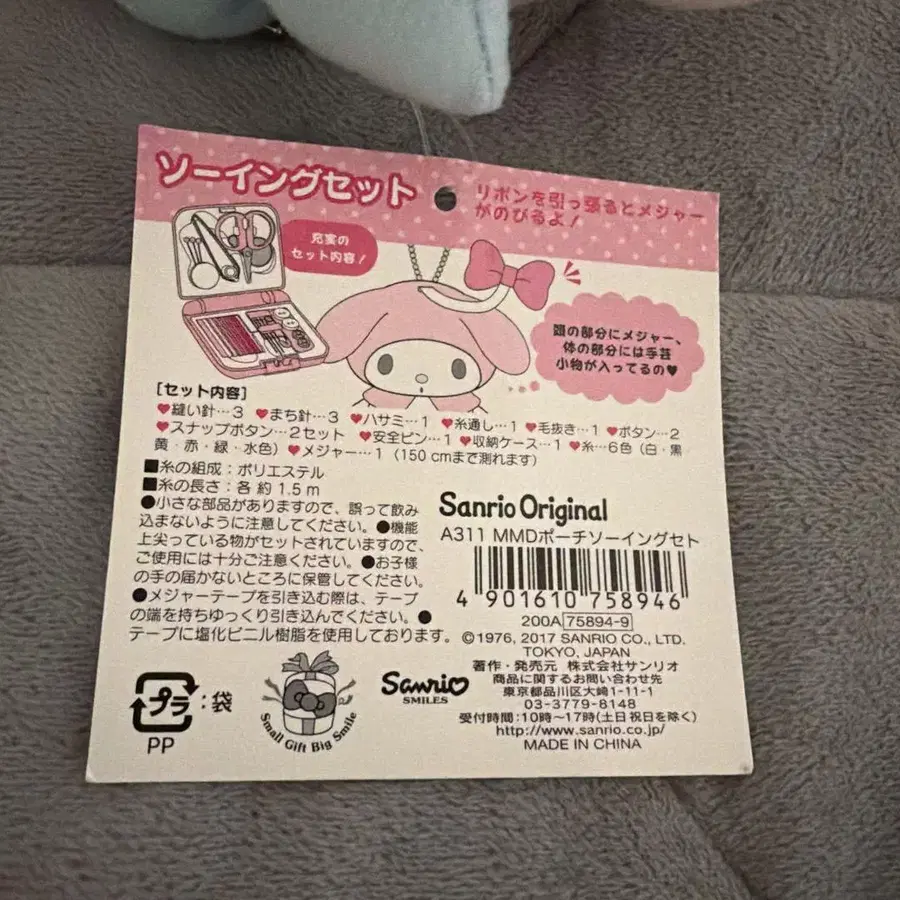 ソーイングセット
リボンを引っ張るとメジャー
がのびるよ！
充実の
セット内容！
頭の部分にメジャー、
体の部分には手芸
小物が入ってるの♥
［セット内容］
♥縫い針…3 ♥まち針…3 ♥ハサミ…1 ♥糸通し…1 ♥毛抜き…1 ♥ボタン…2
♥スナップボタン…2セット ♥安全ピン…1 ♥収納ケース…1 ♥糸…6色（白・黒・
黄・赤・緑・水色）♥メジャー…1（150cmまで測れます）
■糸の組成：ポリエステル
■糸の長さ：各 約1.5m
●小さな部品がありますので、誤って飲み
込まないように注意してください。●機能
上尖っている物がセットされていますので、
ご使用には十分ご注意ください。●お子様
の手の届かないところに保管してください。
●メジャーテープを引き込む際は、テープ
の端を持ちゆっくり引き込んでください。●
テープに塩化ビニル樹脂を使用しております。
Sanrio Original
A311 MMDポーチソーイングセト
4 901610 758946
200A 75894-9
©1976, 2017 SANRIO CO., LTD.
TOKYO, JAPAN
著作・発売元 株式会社サンリオ
商品に関するお問い合わせ先
東京都品川区大崎1-11-1
03-3779-8148
受付時間：10時～17時(土日祝日を除く)
http://www.sanrio.co.jp/
MADE IN CHINA
プラ：袋
PP
Small Gift Big Smile
Sanrio
SMILES